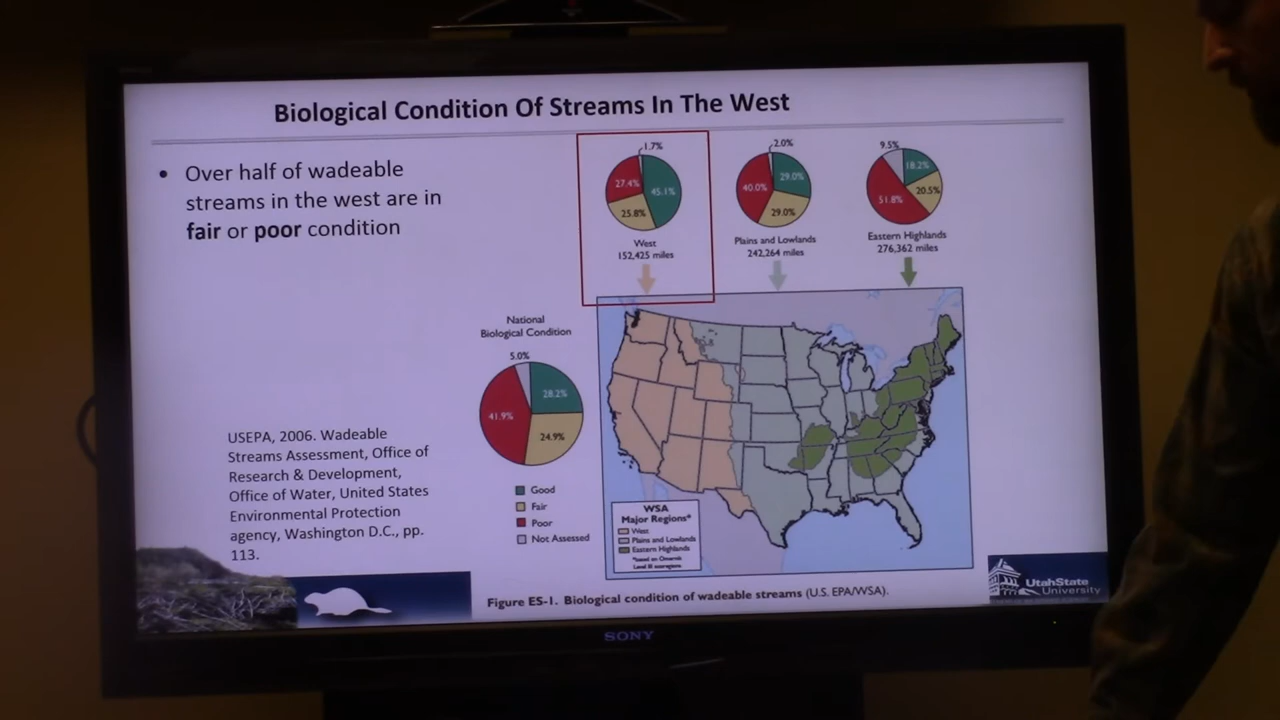 Biological Condition Of Streams In The West
• Over half of wadeable
streams in the west are in
fair or poor condition
1.7%
27.4%
45.1%
25.8%
West
152,425 miles
2.0%
40.0%
29.0%
29.0%
Plains and Lowlands
242,264 miles
9.5%
18.2%
20.5%
51.8%
Eastern Highlands
276,362 miles
National
Biological Condition
5.0%
28.2%
41.9%
24.9%
Good
Fair
Poor
Not Assessed
WSA
Major Regions*
West
Plains and Lowlands
Eastern Highlands
*based on Omernik
Level III ecoregions
USEPA, 2006. Wadeable
Streams Assessment, Office of
Research & Development,
Office of Water, United States
Environmental Protection
agency, Washington D.C., pp.
113.
Figure ES-1. Biological condition of wadeable streams (U.S. EPA/WSA).
UtahState
University
SONY